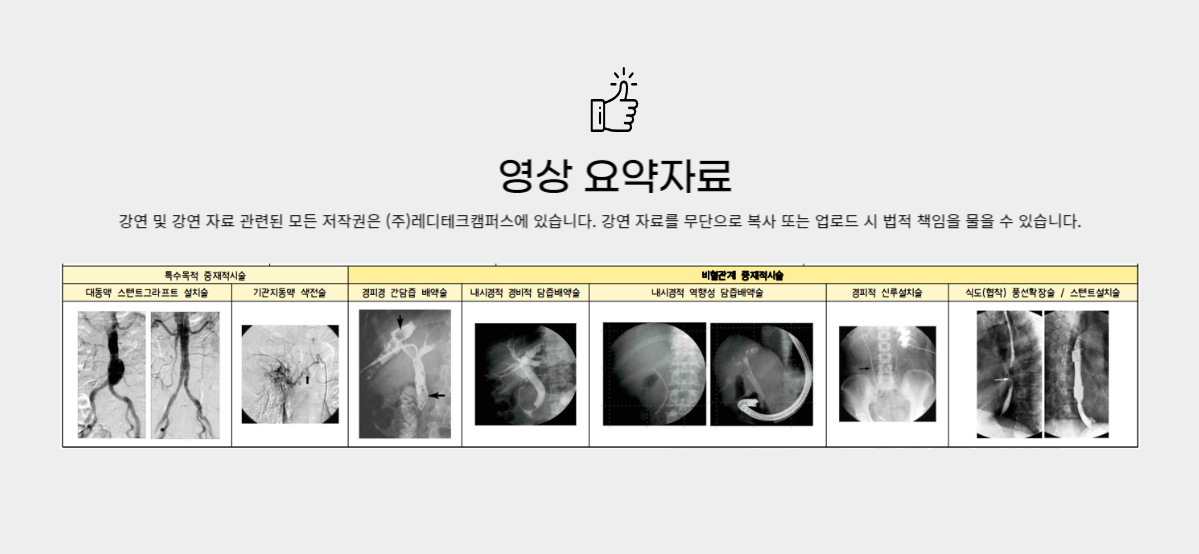 영상 요약자료
강연 및 강연 자료 관련된 모든 저작권은 (주)레디테크캠퍼스에 있습니다. 강연 자료를 무단으로 복사 또는 업로드 시 법적 책임을 물을 수 있습니다.
특수목적 중재적시술 비혈관계 중재적시술
대동맥 스텐트그라프트 설치술 기관지동맥 색전술 경피경 간담즙 배약술 내시경적 경비적 담즙배약술 내시경적 역행성 담즙배약술 경피적 신루설치술 식도(협착) 풍선확장술 / 스텐트설치술